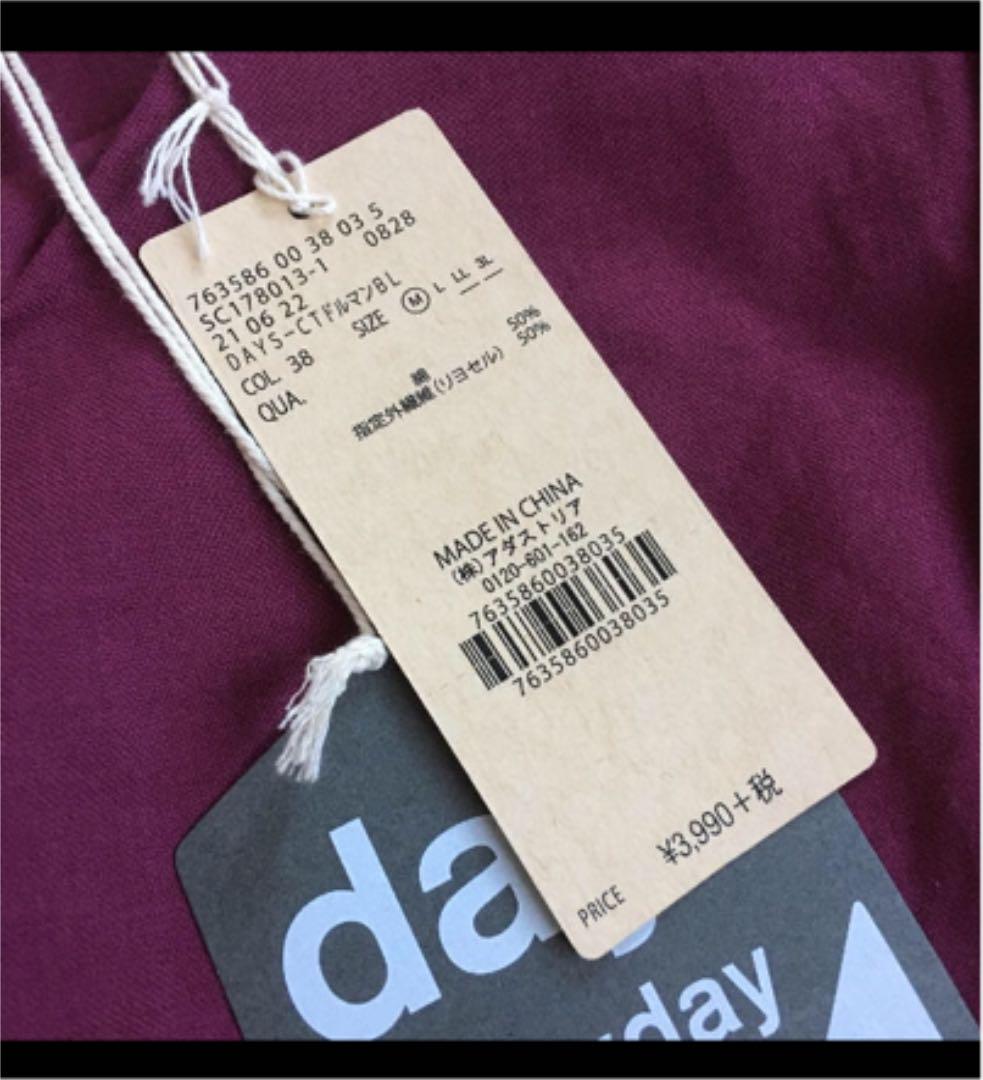 763586 00 38 03 5
SC178013-1 0828
21 06 22
DAYS-CTドルマンBL
COL. 38 SIZE M L LL 3L
QUA.
綿 50%
指定外繊維(リヨセル) 50%
MADE IN CHINA
(株)アダストリア
0120-601-162
7635860038035
7635860038035
¥3,990+税
PRICE
day